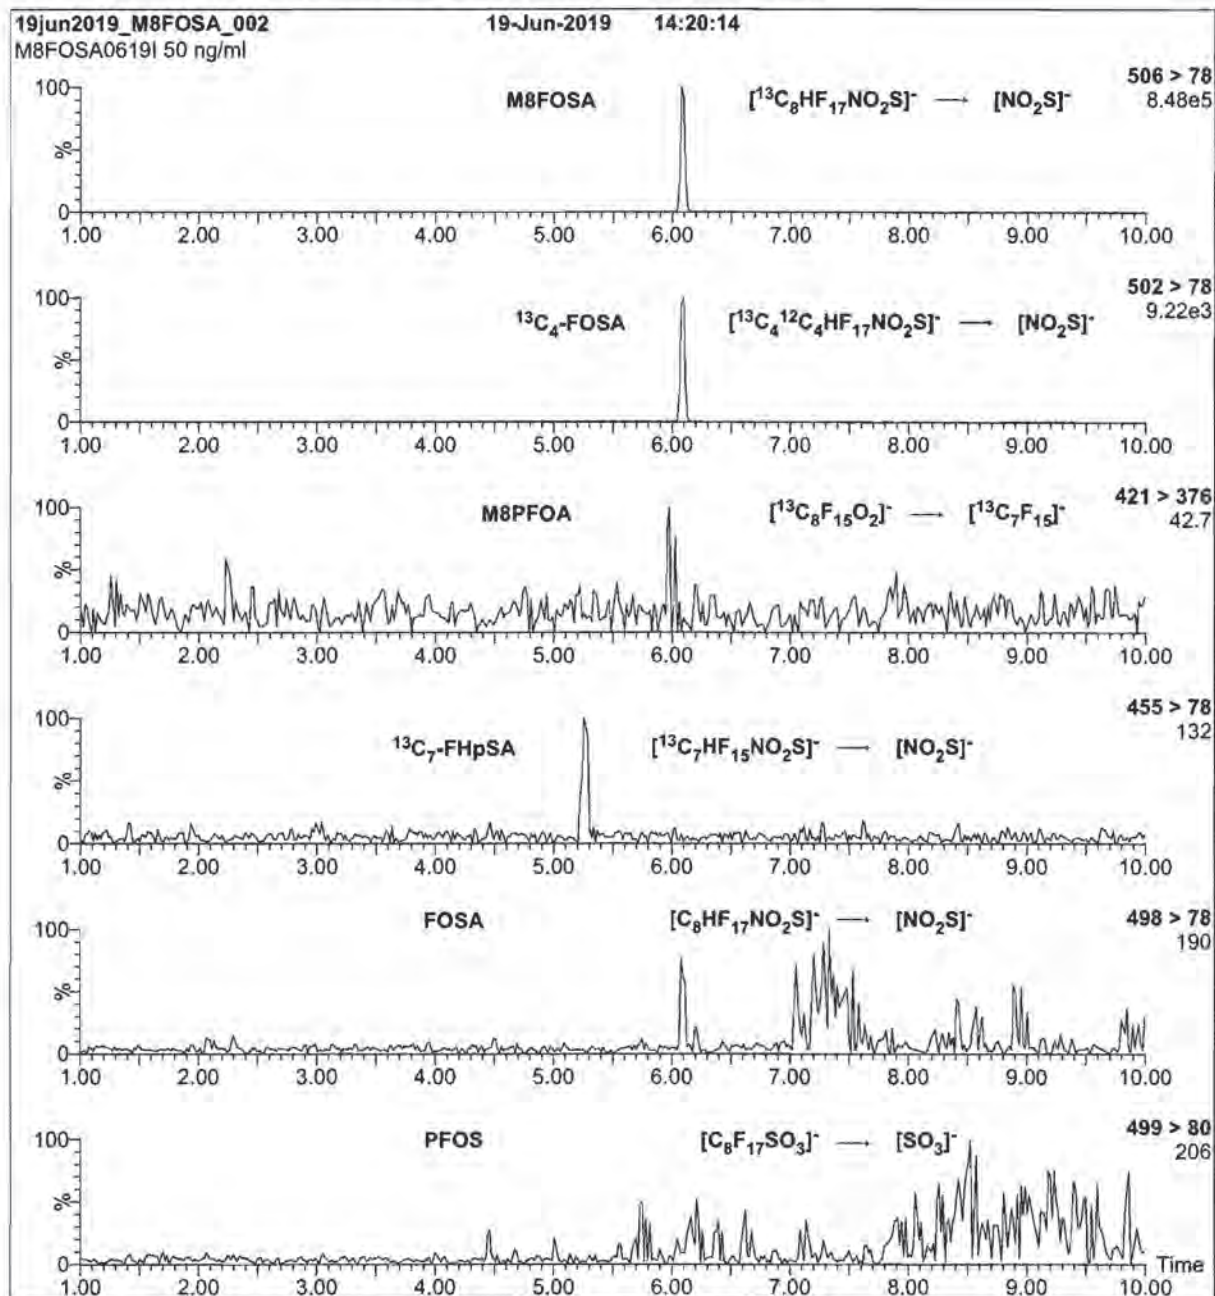 19jun2019_M8FOSA_002 19-Jun-2019 14:20:14
M8FOSA0619I 50 ng/ml
506 > 78
M8FOSA [¹³C₈HF₁₇NO₂S]⁻ → [NO₂S]⁻ 8.48e5
100
%
0
1.00 2.00 3.00 4.00 5.00 6.00 7.00 8.00 9.00 10.00
502 > 78
¹³C₄-FOSA [¹³C₄¹²C₄HF₁₇NO₂S]⁻ → [NO₂S]⁻ 9.22e3
100
%
0
1.00 2.00 3.00 4.00 5.00 6.00 7.00 8.00 9.00 10.00
421 > 376
M8PFOA [¹³C₈F₁₅O₂]⁻ → [¹³C₇F₁₅]⁻ 42.7
100
%
0
1.00 2.00 3.00 4.00 5.00 6.00 7.00 8.00 9.00 10.00
455 > 78
¹³C₇-FHpSA [¹³C₇HF₁₅NO₂S]⁻ → [NO₂S]⁻ 132
100
%
0
1.00 2.00 3.00 4.00 5.00 6.00 7.00 8.00 9.00 10.00
FOSA [C₈HF₁₇NO₂S]⁻ → [NO₂S]⁻ 498 > 78
190
100
%
0
1.00 2.00 3.00 4.00 5.00 6.00 7.00 8.00 9.00 10.00
PFOS [C₈F₁₇SO₃]⁻ → [SO₃]⁻ 499 > 80
206
100
%
0
Time
1.00 2.00 3.00 4.00 5.00 6.00 7.00 8.00 9.00 10.00